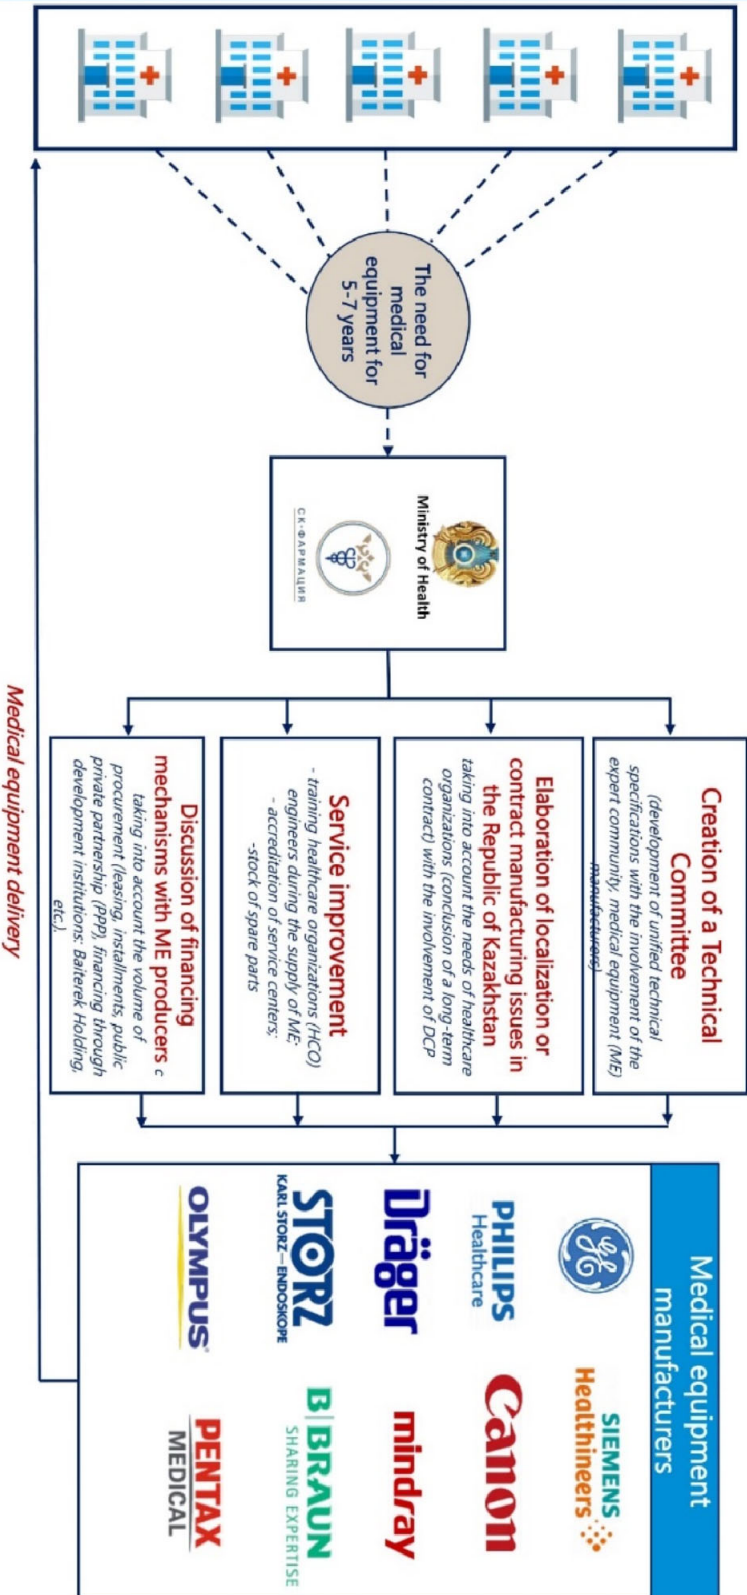 The need for
medical
equipment for
5-7 years
Ministry of Health
СК-ФАРМАЦИЯ
Creation of a Technical
Committee
(development of unified technical
specifications with the involvement of the
expert community, medical equipment (ME)
manufacturers)
Elaboration of localization or
contract manufacturing issues in
the Republic of Kazakhstan
taking into account the needs of healthcare
organizations (conclusion of a long-term
contract) with the involvement of DCP
Service improvement
- training healthcare organizations (HCO)
engineers during the supply of ME;
- accreditation of service centers;
-stock of spare parts
Discussion of financing
mechanisms with ME producers c
taking into account the volume of
procurement (leasing, installments, public
private partnership (PPP), financing through
development institutions: Baiterek Holding,
etc.).
Medical equipment
manufacturers
GE
SIEMENS
Healthineers
PHILIPS
Healthcare
Canon
Dräger
mindray
STORZ
KARL STORZ—ENDOSKOPE
B|BRAUN
SHARING EXPERTISE
OLYMPUS
PENTAX
MEDICAL
Medical equipment delivery